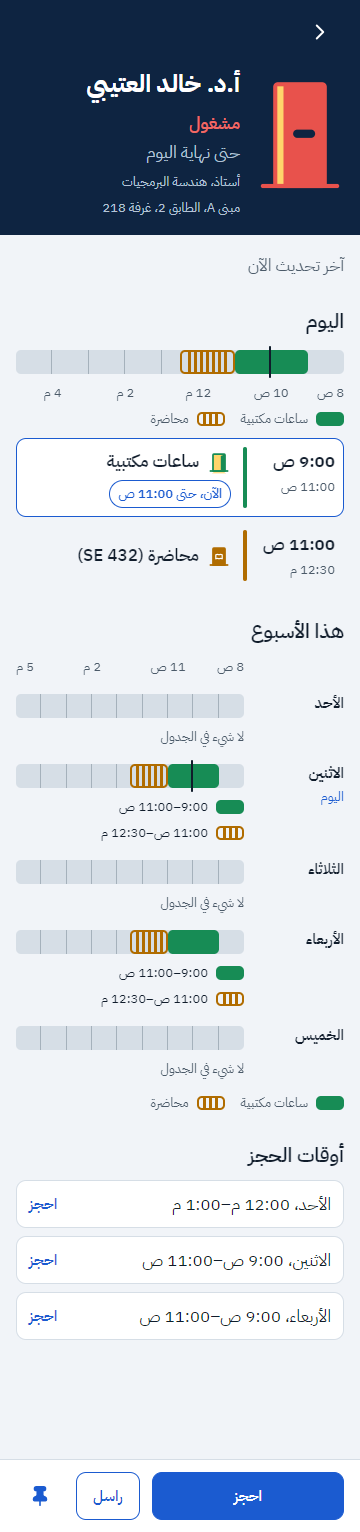 أ.د. خالد العتيبي
مشغول
حتى نهاية اليوم
أستاذ، هندسة البرمجيات
مبنى A، الطابق 2، غرفة 218
آخر تحديث الآن
اليوم
8 ص 10 ص 12 م 2 م 4 م
ساعات مكتبية محاضرة
9:00 ص ساعات مكتبية
11:00 ص الآن، حتى 11:00 ص
11:00 ص محاضرة (SE 432)
12:30 م
هذا الأسبوع
8 ص 11 ص 2 م 5 م
الأحد
لا شيء في الجدول
الاثنين
اليوم
9:00–11:00 ص
11:00 ص–12:30 م
الثلاثاء
لا شيء في الجدول
الأربعاء
9:00–11:00 ص
11:00 ص–12:30 م
الخميس
لا شيء في الجدول
ساعات مكتبية محاضرة
أوقات الحجز
الأحد، 12:00 م–1:00 م احجز
الاثنين، 9:00 ص–11:00 ص احجز
الأربعاء، 9:00 ص–11:00 ص احجز
احجز راسل